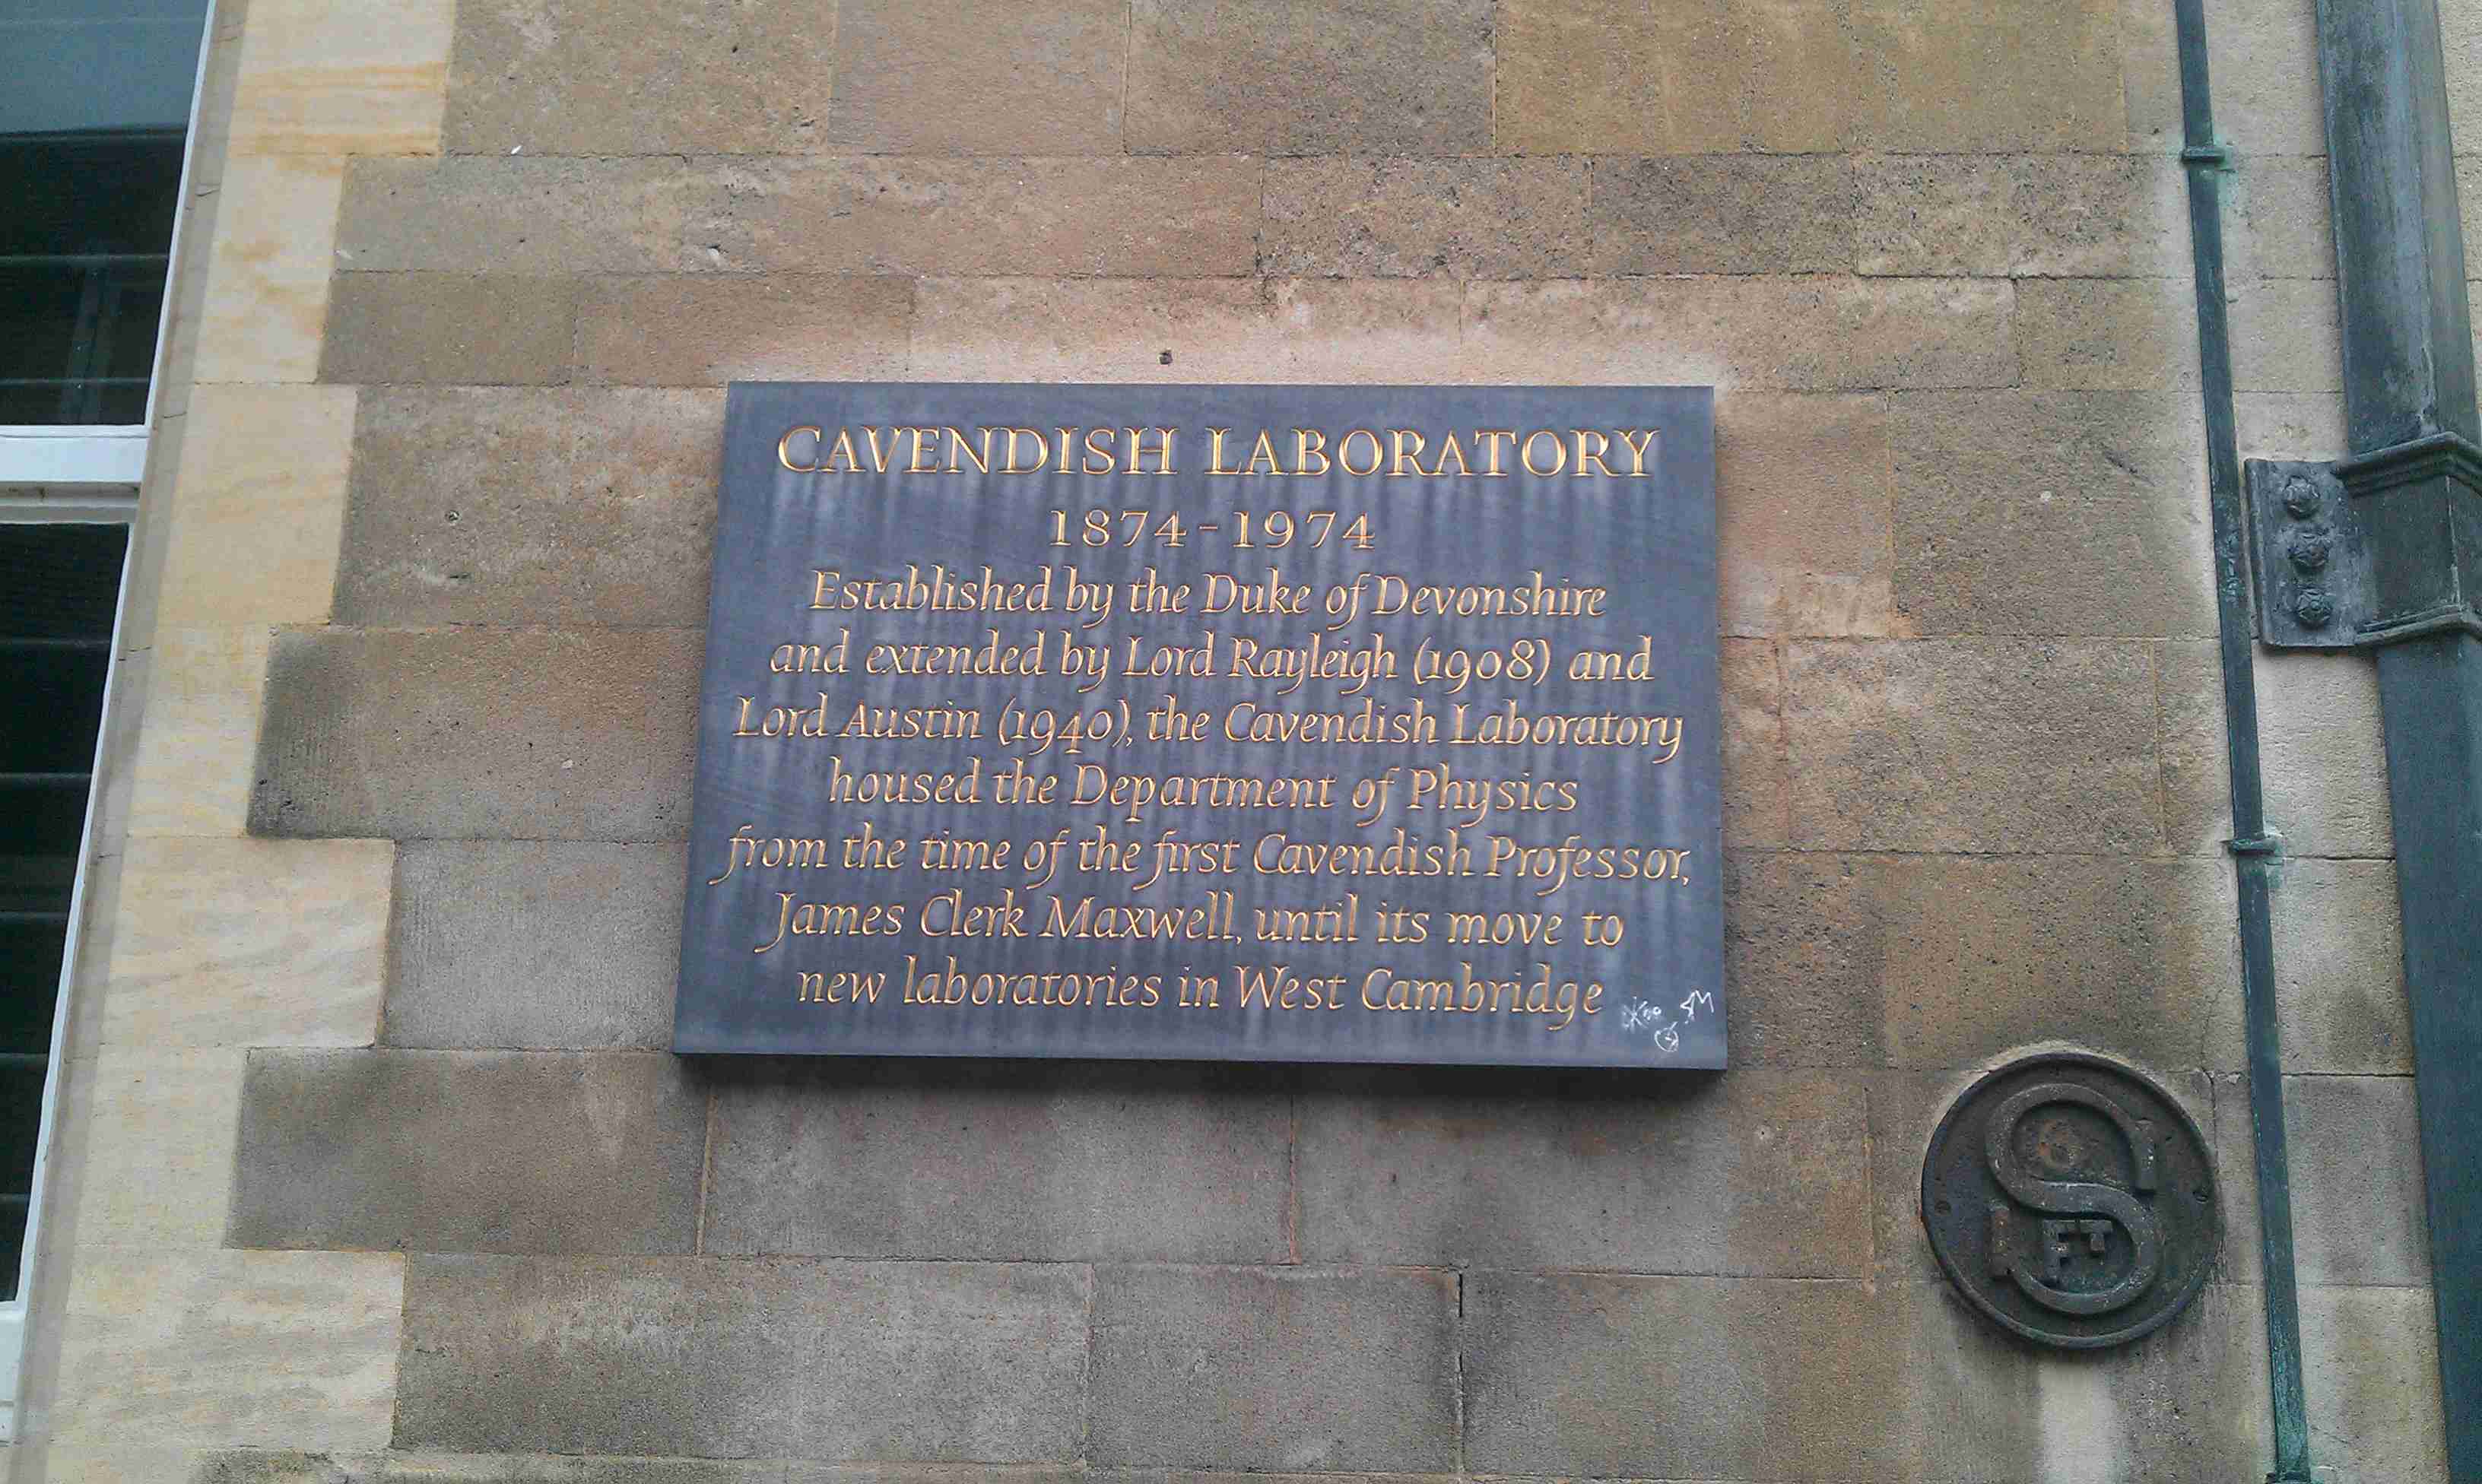 CAVENDISH LABORATORY
1874-1974
Established by the Duke of Devonshire
and extended by Lord Rayleigh (1908) and
Lord Austin (1940), the Cavendish Laboratory
housed the Department of Physics
from the time of the first Cavendish Professor,
James Clerk Maxwell, until its move to
new laboratories in West Cambridge
S
FT